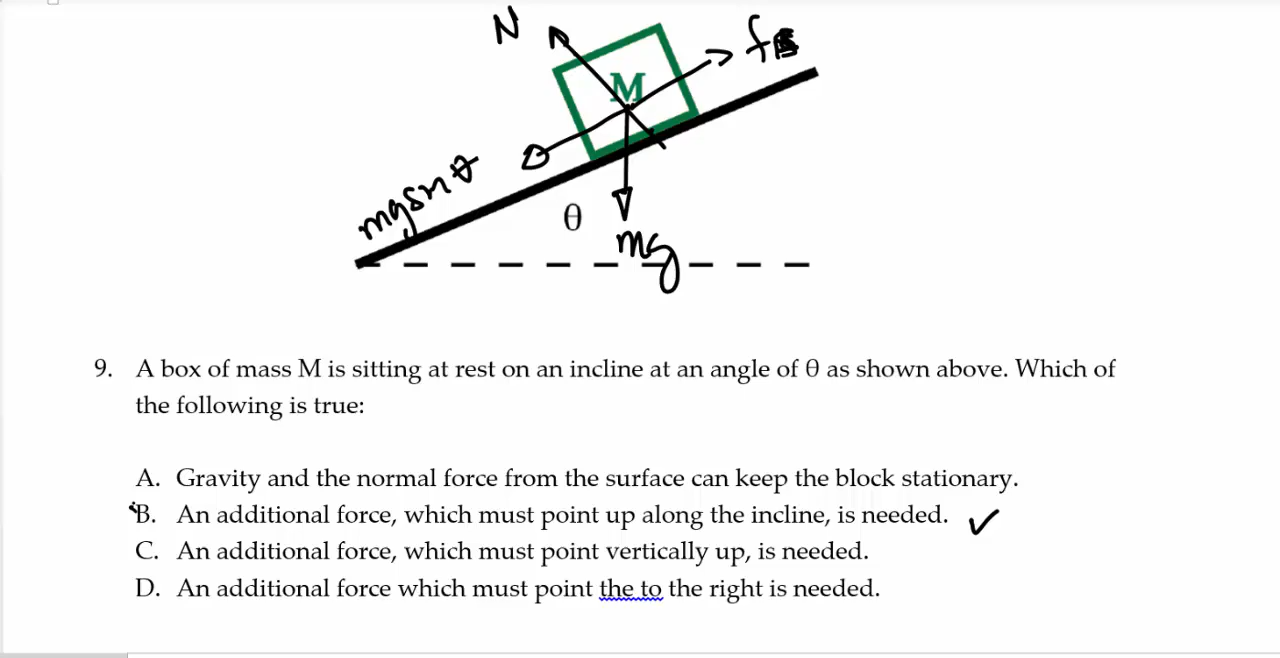 N
f
M
mgsinθ
θ
mg
9. A box of mass M is sitting at rest on an incline at an angle of θ as shown above. Which of
the following is true:
A. Gravity and the normal force from the surface can keep the block stationary.
B. An additional force, which must point up along the incline, is needed. ✓
C. An additional force, which must point vertically up, is needed.
D. An additional force which must point the to the right is needed.